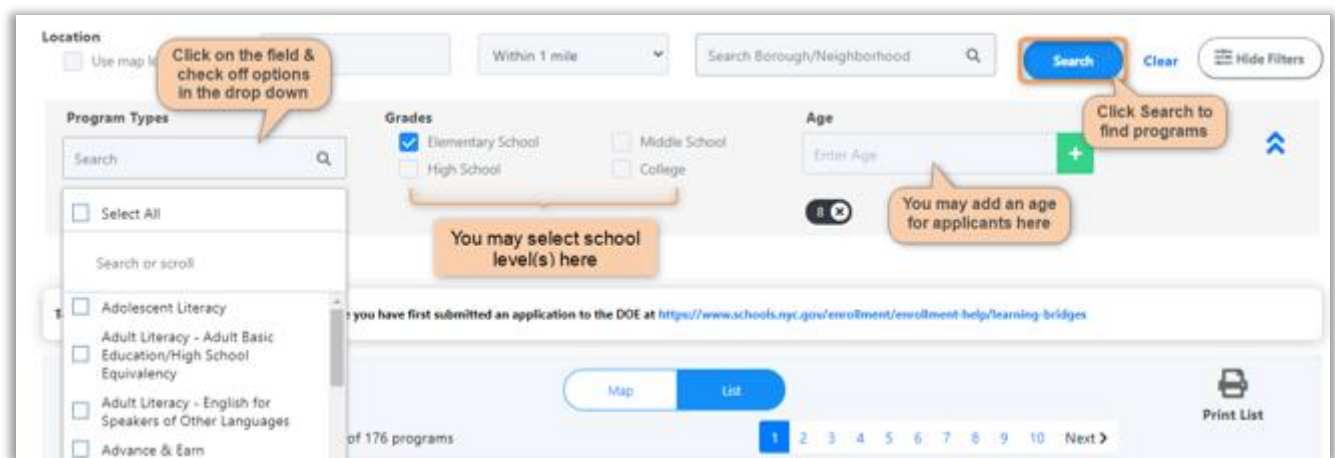 Location
Use map l
Click on the field &
check off options
in the drop down
Within 1 mile
Search Borough/Neighborhood
Search
Clear
Hide Filters
Click Search to
find programs
Program Types
Search
Grades
Elementary School
Middle School
High School
College
Age
Enter Age
+
8
You may select school
level(s) here
You may add an age
for applicants here
Select All
Search or scroll
Adolescent Literacy
Adult Literacy - Adult Basic
Education/High School
Equivalency
Adult Literacy - English for
Speakers of Other Languages
Advance & Earn
you have first submitted an application to the DOE at https://www.schools.nyc.gov/enrollment/enrollment-help/learning-bridges
Map
List
Print List
of 176 programs
1 2 3 4 5 6 7 8 9 10 Next >